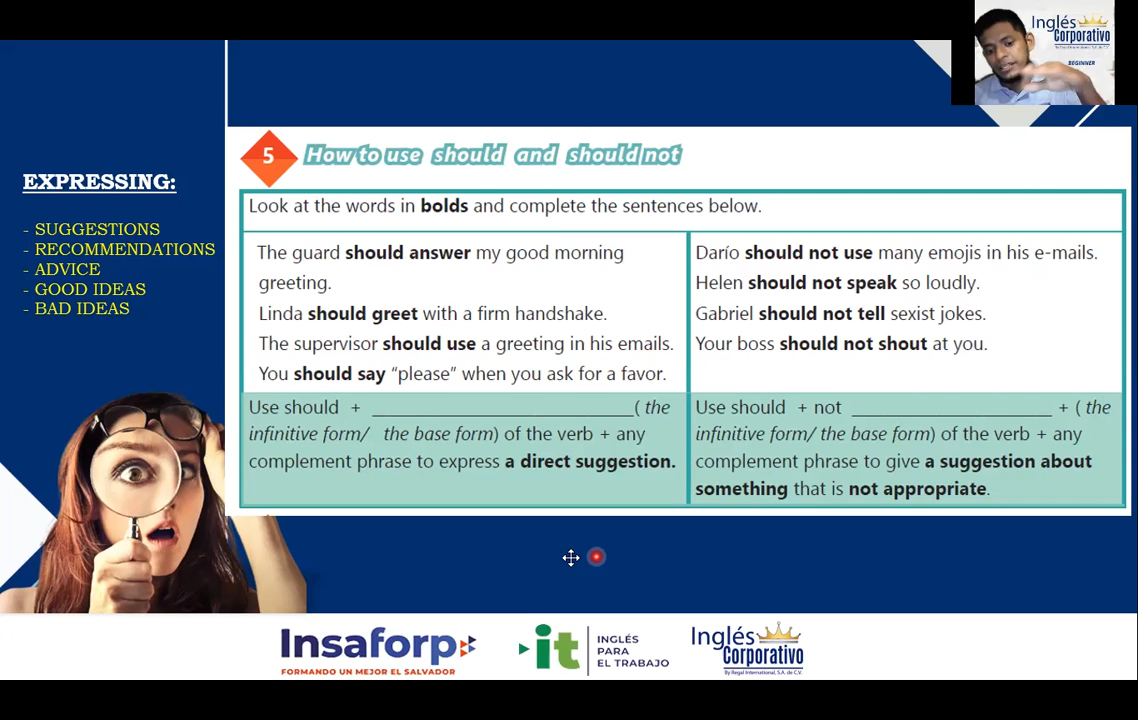 Inglés
Corporativo
By Regal International, S.A. de C.V.
BEGINNER
EXPRESSING:
- SUGGESTIONS
- RECOMMENDATIONS
- ADVICE
- GOOD IDEAS
- BAD IDEAS
5
How to use should and should not
Look at the words in bolds and complete the sentences below.
The guard should answer my good morning
greeting.
Linda should greet with a firm handshake.
The supervisor should use a greeting in his emails.
You should say “please” when you ask for a favor.
Darío should not use many emojis in his e-mails.
Helen should not speak so loudly.
Gabriel should not tell sexist jokes.
Your boss should not shout at you.
Use should + __________________________( the
infinitive form/ the base form) of the verb + any
complement phrase to express a direct suggestion.
Use should + not ____________________ + ( the
infinitive form/ the base form) of the verb + any
complement phrase to give a suggestion about
something that is not appropriate.
Insaforp
FORMANDO UN MEJOR EL SALVADOR
it
INGLÉS
PARA
EL TRABAJO
Inglés
Corporativo
By Regal International, S.A. de C.V.